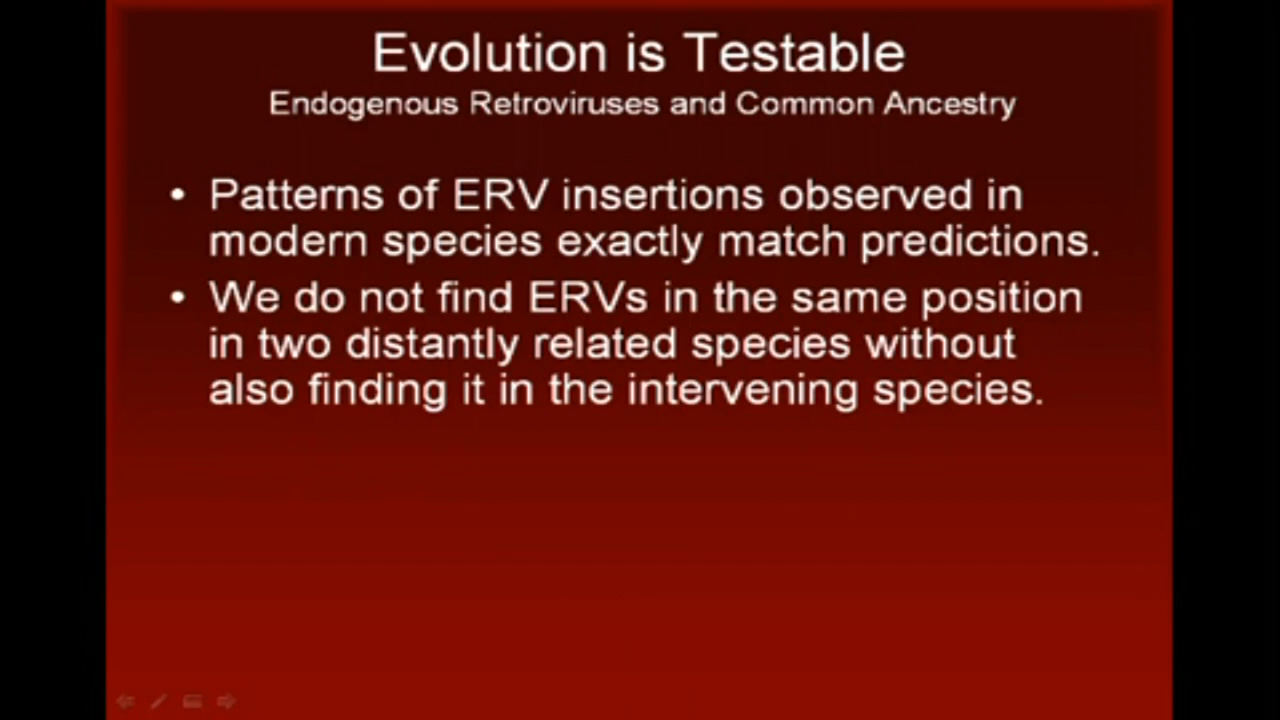 Evolution is Testable
Endogenous Retroviruses and Common Ancestry
• Patterns of ERV insertions observed in
modern species exactly match predictions.
• We do not find ERVs in the same position
in two distantly related species without
also finding it in the intervening species.